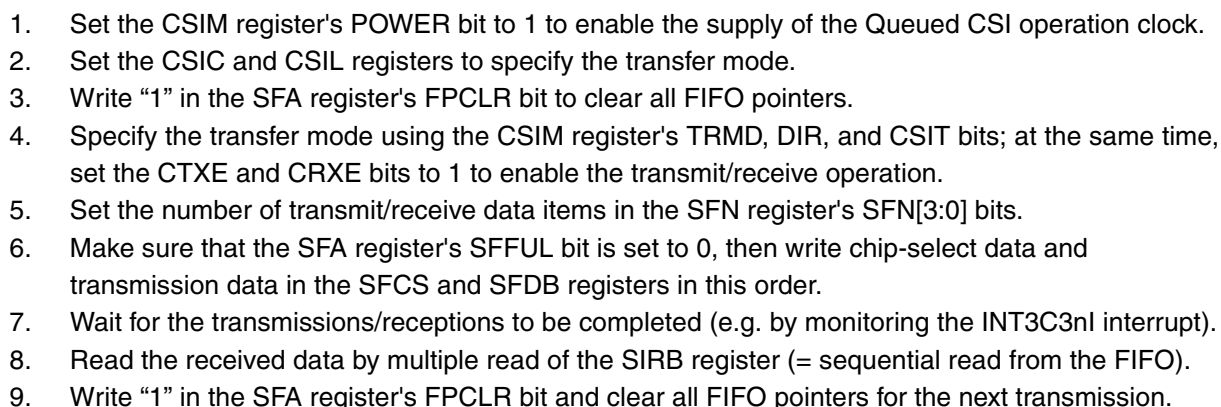 1. Set the CSIM register's POWER bit to 1 to enable the supply of the Queued CSI operation clock.
2. Set the CSIC and CSIL registers to specify the transfer mode.
3. Write “1” in the SFA register's FPCLR bit to clear all FIFO pointers.
4. Specify the transfer mode using the CSIM register's TRMD, DIR, and CSIT bits; at the same time,
set the CTXE and CRXE bits to 1 to enable the transmit/receive operation.
5. Set the number of transmit/receive data items in the SFN register's SFN[3:0] bits.
6. Make sure that the SFA register's SFFUL bit is set to 0, then write chip-select data and
transmission data in the SFCS and SFDB registers in this order.
7. Wait for the transmissions/receptions to be completed (e.g. by monitoring the INT3C3nI interrupt).
8. Read the received data by multiple read of the SIRB register (= sequential read from the FIFO).
9. Write “1” in the SFA register's FPCLR bit and clear all FIFO pointers for the next transmission.